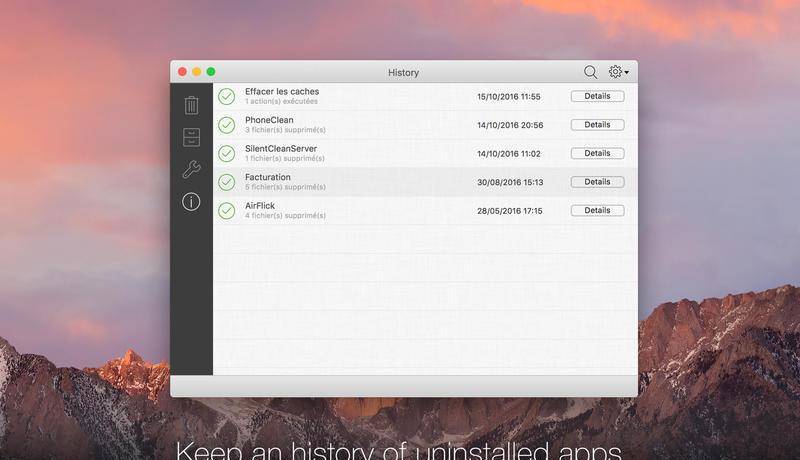 History
Effacer les caches
1 action(s) exécutées
15/10/2016 11:55
Details
PhoneClean
3 fichier(s) supprimé(s)
14/10/2016 20:56
Details
SilentCleanServer
1 fichier(s) supprimé(s)
14/10/2016 11:02
Details
Facturation
5 fichier(s) supprimé(s)
30/08/2016 15:13
Details
AirFlick
4 fichier(s) supprimé(s)
28/05/2016 17:15
Details
Keep an history of uninstalled apps